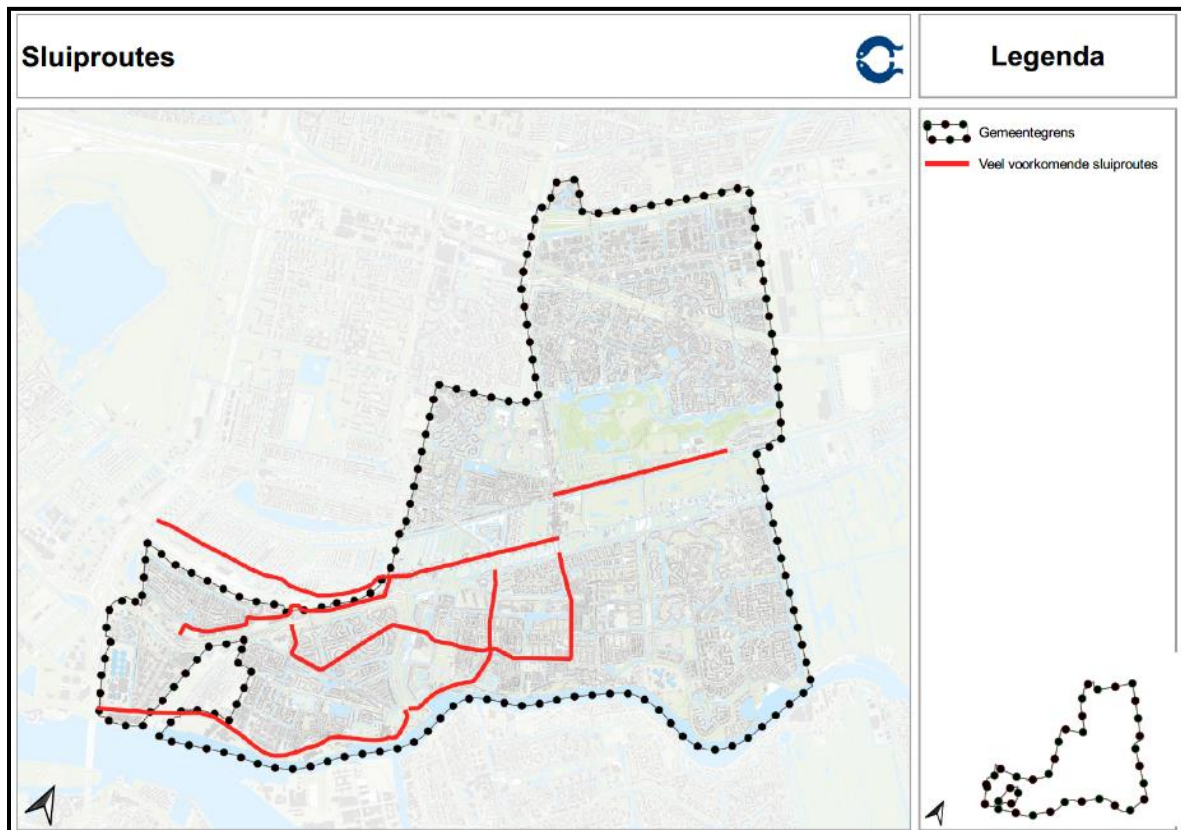 Sluiproutes
Legenda
Gemeentegrens
Veel voorkomende sluiproutes